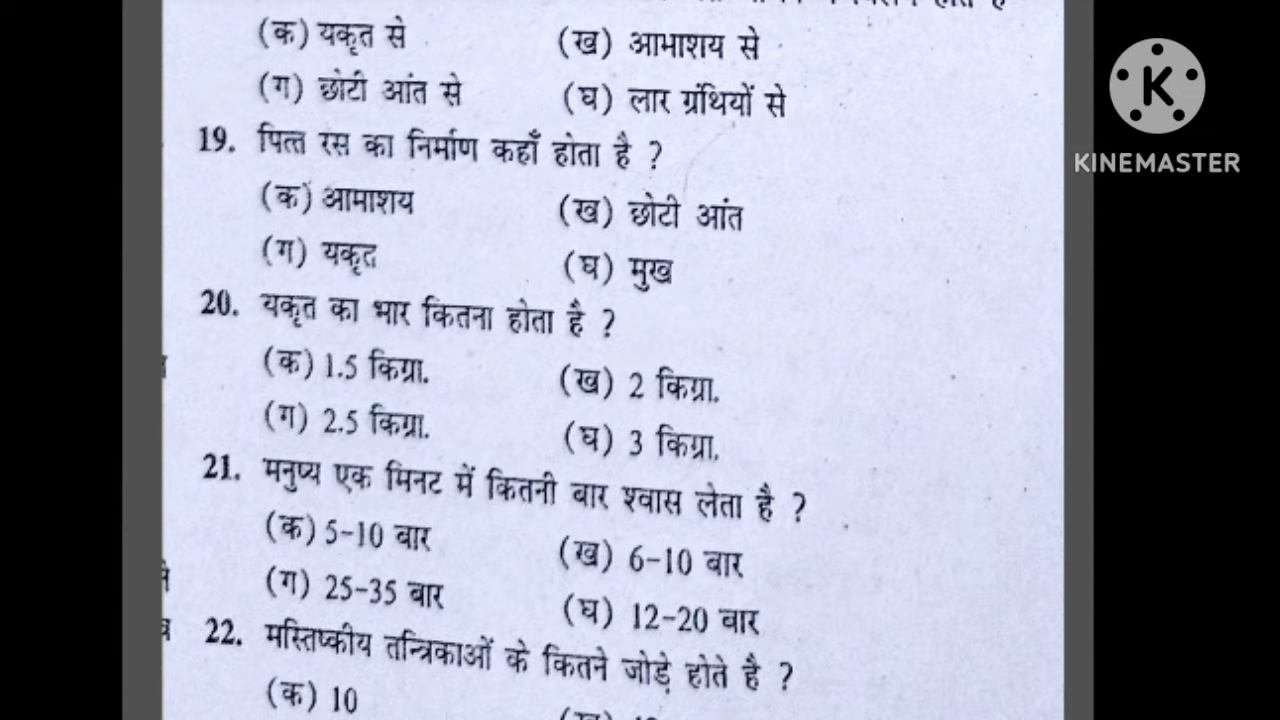 (क) यकृत से (ख) आमाशय से
(ग) छोटी आंत से (घ) लार ग्रंथियों से
19. पित्त रस का निर्माण कहाँ होता है ?
(क) आमाशय (ख) छोटी आंत
(ग) यकृत (घ) मुख
20. यकृत का भार कितना होता है ?
(क) 1.5 किग्रा. (ख) 2 किग्रा.
(ग) 2.5 किग्रा. (घ) 3 किग्रा.
21. मनुष्य एक मिनट में कितनी बार श्वास लेता है ?
(क) 5-10 बार (ख) 6-10 बार
(ग) 25-35 बार (घ) 12-20 बार
22. मस्तिष्कीय तन्त्रिकाओं के कितने जोड़े होते है ?
(क) 10 (ख)
K
KINEMASTER